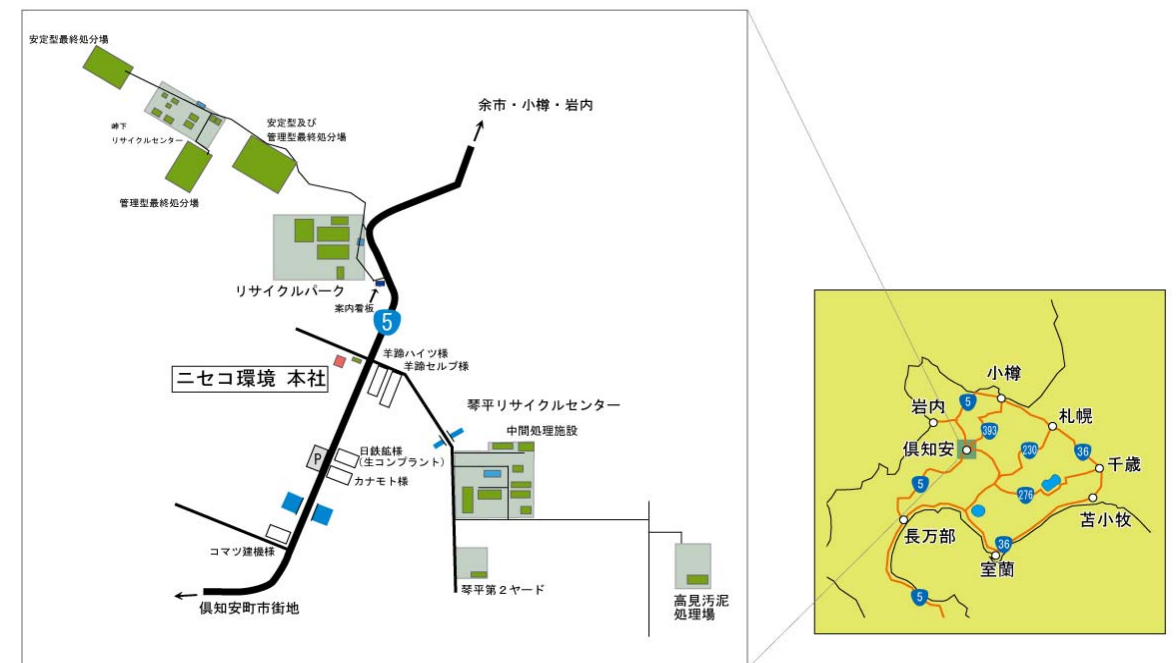 安定型最終処分場
余市・小樽・岩内
安定型及び
管理型最終処分場
峠下
リサイクルセンター
管理型最終処分場
リサイクルパーク
案内看板
5
羊蹄ハイツ様
羊蹄セルプ様
ニセコ環境 本社
琴平リサイクルセンター
中間処理施設
P
日鉄鉱様
(生コンプラント)
カナモト様
コマツ建機様
琴平第2ヤード
高見汚泥
処理場
倶知安町市街地
小樽
5
岩内
札幌
393
倶知安
230
36
千歳
5
276
苫小牧
長万部
36
室蘭
5